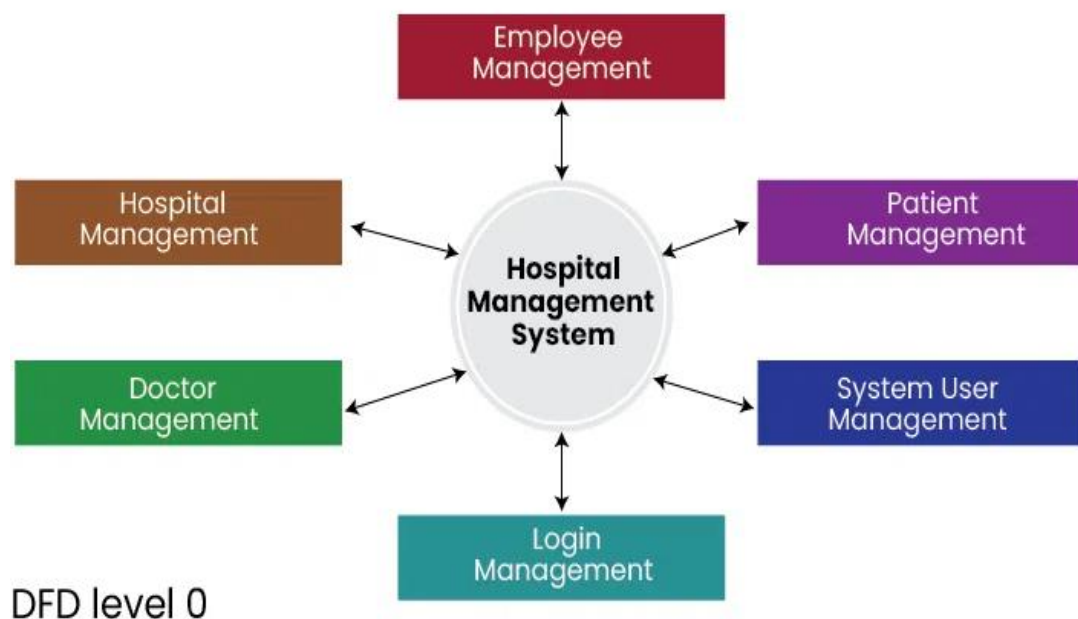 Employee
Management
Hospital
Management
Patient
Management
Hospital
Management
System
Doctor
Management
System User
Management
Login
Management
DFD level 0